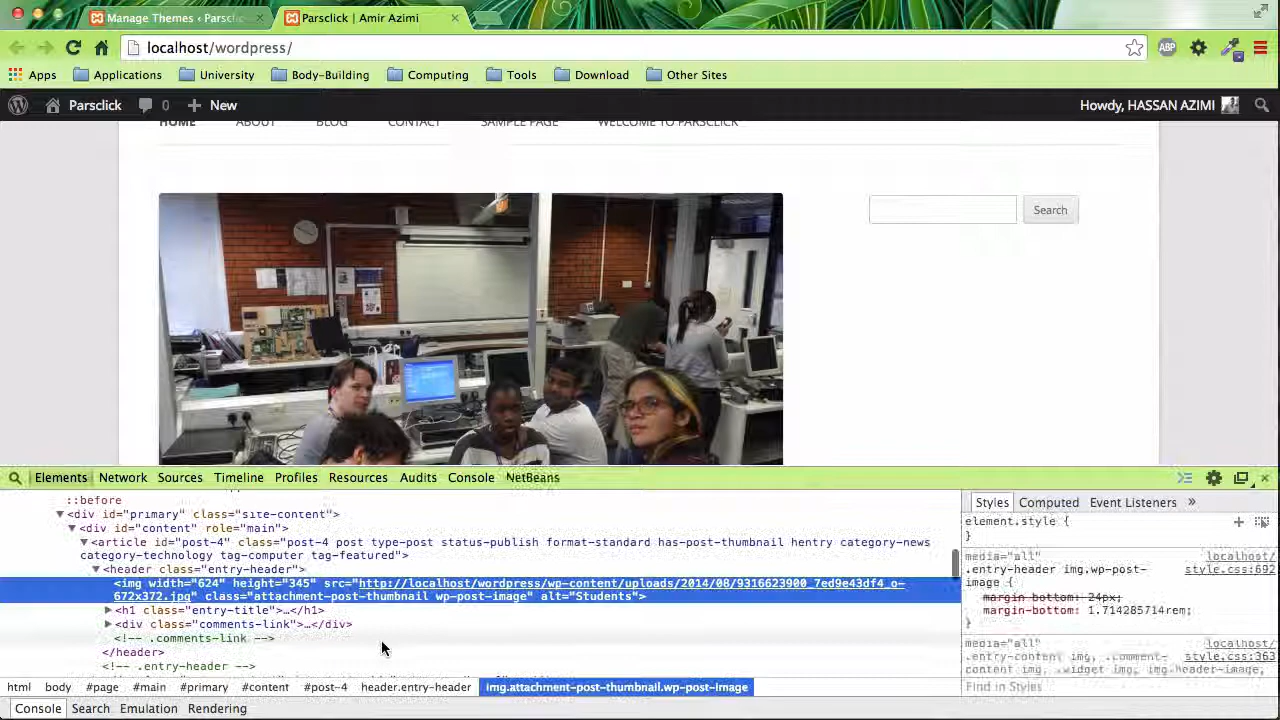 Manage Themes ‹ Parsclic
Parsclick | Amir Azimi
localhost/wordpress/
ABP
Apps Applications University Body-Building Computing Tools Download Other Sites
Parsclick 0 New Howdy, HASSAN AZIMI
HOME ABOUT BLOG CONTACT SAMPLE PAGE WELCOME TO PARSCLICK
Search
Elements Network Sources Timeline Profiles Resources Audits Console NetBeans
::before
<div id="primary" class="site-content">
<div id="content" role="main">
<article id="post-4" class="post-4 post type-post status-publish format-standard has-post-thumbnail hentry category-news
category-technology tag-computer tag-featured">
<header class="entry-header">
<img width="624" height="345" src="http://localhost/wordpress/wp-content/uploads/2014/08/9316623900_7ed9e43df4_o-
672x372.jpg" class="attachment-post-thumbnail wp-post-image" alt="Students">
<h1 class="entry-title">…</h1>
<div class="comments-link">…</div>
<!-- .comments-link -->
</header>
<!-- .entry-header -->
Styles Computed Event Listeners »
element.style {
}
media="all" localhost/
.entry-header img.wp-post- style.css:692
image {
margin-bottom: 24px;
margin-bottom: 1.714285714rem;
}
media="all" localhost/
.entry-content img, .comment- style.css:363
content img, .widget img, img.header-image,
Find in Styles
html body #page #main #primary #content #post-4 header.entry-header img.attachment-post-thumbnail.wp-post-image
Console Search Emulation Rendering